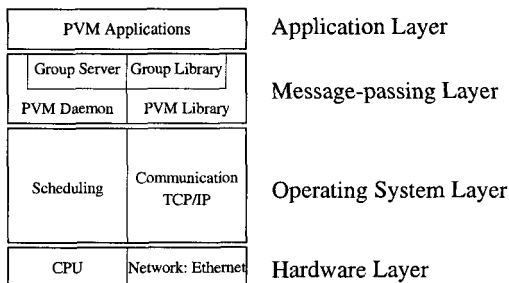 PVM Applications
Application Layer
Group Server
Group Library
PVM Daemon
PVM Library
Message-passing Layer
Scheduling
Communication
TCP/IP
Operating System Layer
CPU
Network: Ethernet
Hardware Layer